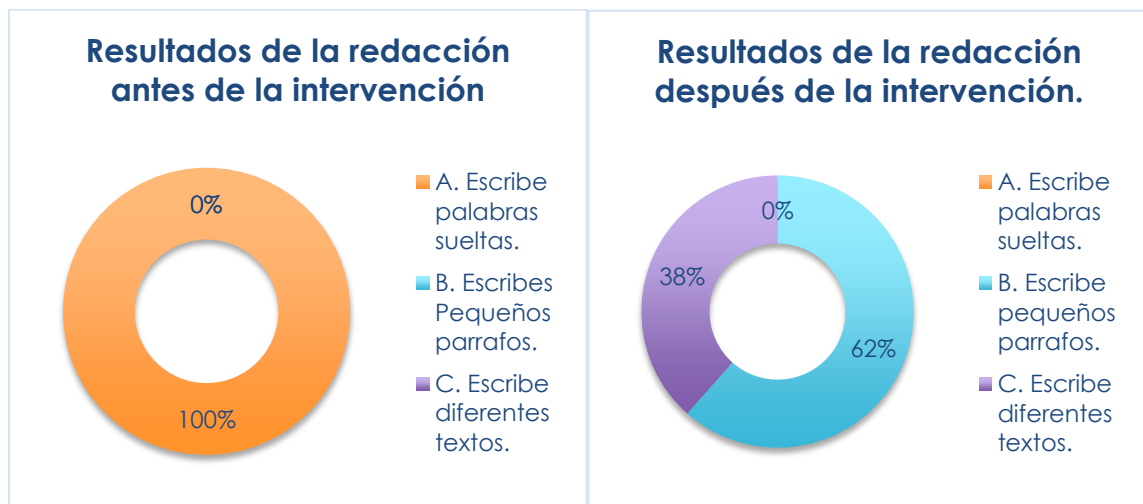 Resultados de la redacción
antes de la intervención
0%
100%
A. Escribe
palabras
sueltas.
B. Escribes
Pequeños
parrafos.
C. Escribe
diferentes
textos.
Resultados de la redacción
después de la intervención.
0%
38%
62%
A. Escribe
palabras
sueltas.
B. Escribe
pequeños
parrafos.
C. Escribe
diferentes
textos.